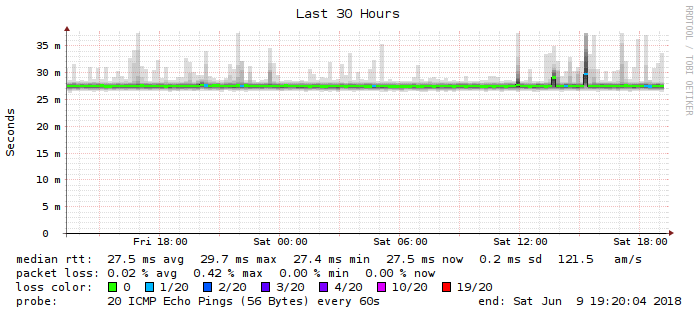 Last 30 Hours
RRDTOOL / TOBI OETIKER
Seconds
35 m
30 m
25 m
20 m
15 m
10 m
5 m
0
Fri 18:00 Sat 00:00 Sat 06:00 Sat 12:00 Sat 18:00
median rtt: 27.5 ms avg 29.7 ms max 27.4 ms min 27.5 ms now 0.2 ms sd 121.5 am/s
packet loss: 0.02 % avg 0.42 % max 0.00 % min 0.00 % now
loss color: 0 1/20 2/20 3/20 4/20 10/20 19/20
probe: 20 ICMP Echo Pings (56 Bytes) every 60s end: Sat Jun 9 19:20:04 2018